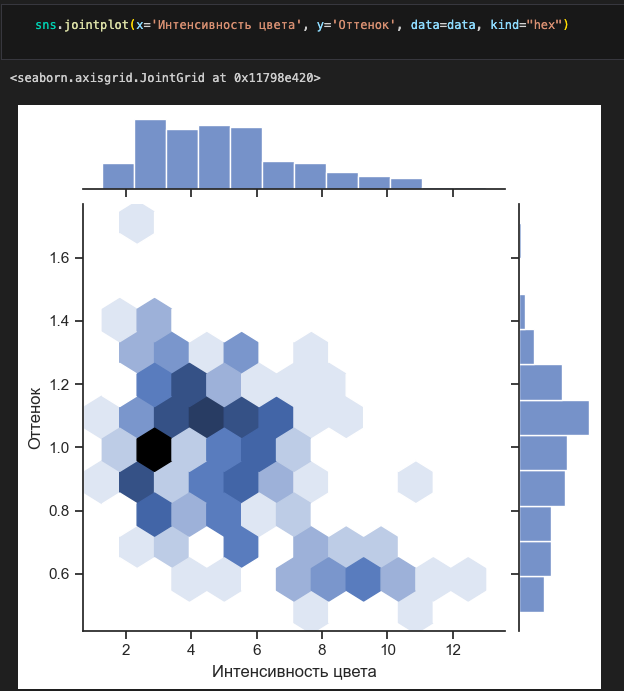 sns.jointplot(x='Интенсивность цвета', y='Оттенок', data=data, kind="hex")
<seaborn.axisgrid.JointGrid at 0x11798e420>
1.6
1.4
1.2
1.0
0.8
0.6
Оттенок
2 4 6 8 10 12
Интенсивность цвета